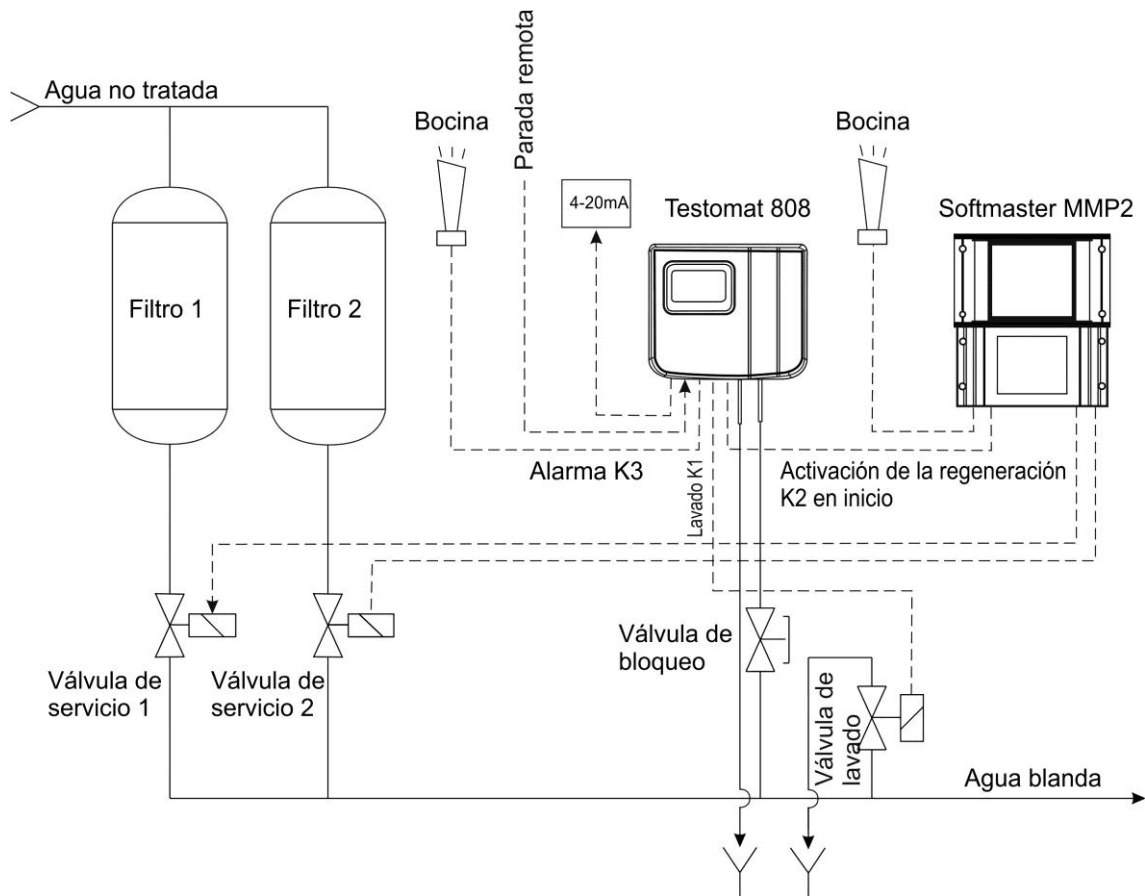 Agua no tratada
Bocina
Parada remota
4-20mA
Testomat 808
Bocina
Softmaster MMP2
Filtro 1
Filtro 2
Alarma K3
Lavado K1
Activación de la regeneración
K2 en inicio
Válvula de
servicio 1
Válvula de
servicio 2
Válvula de
bloqueo
Válvula de
lavado
Agua blanda